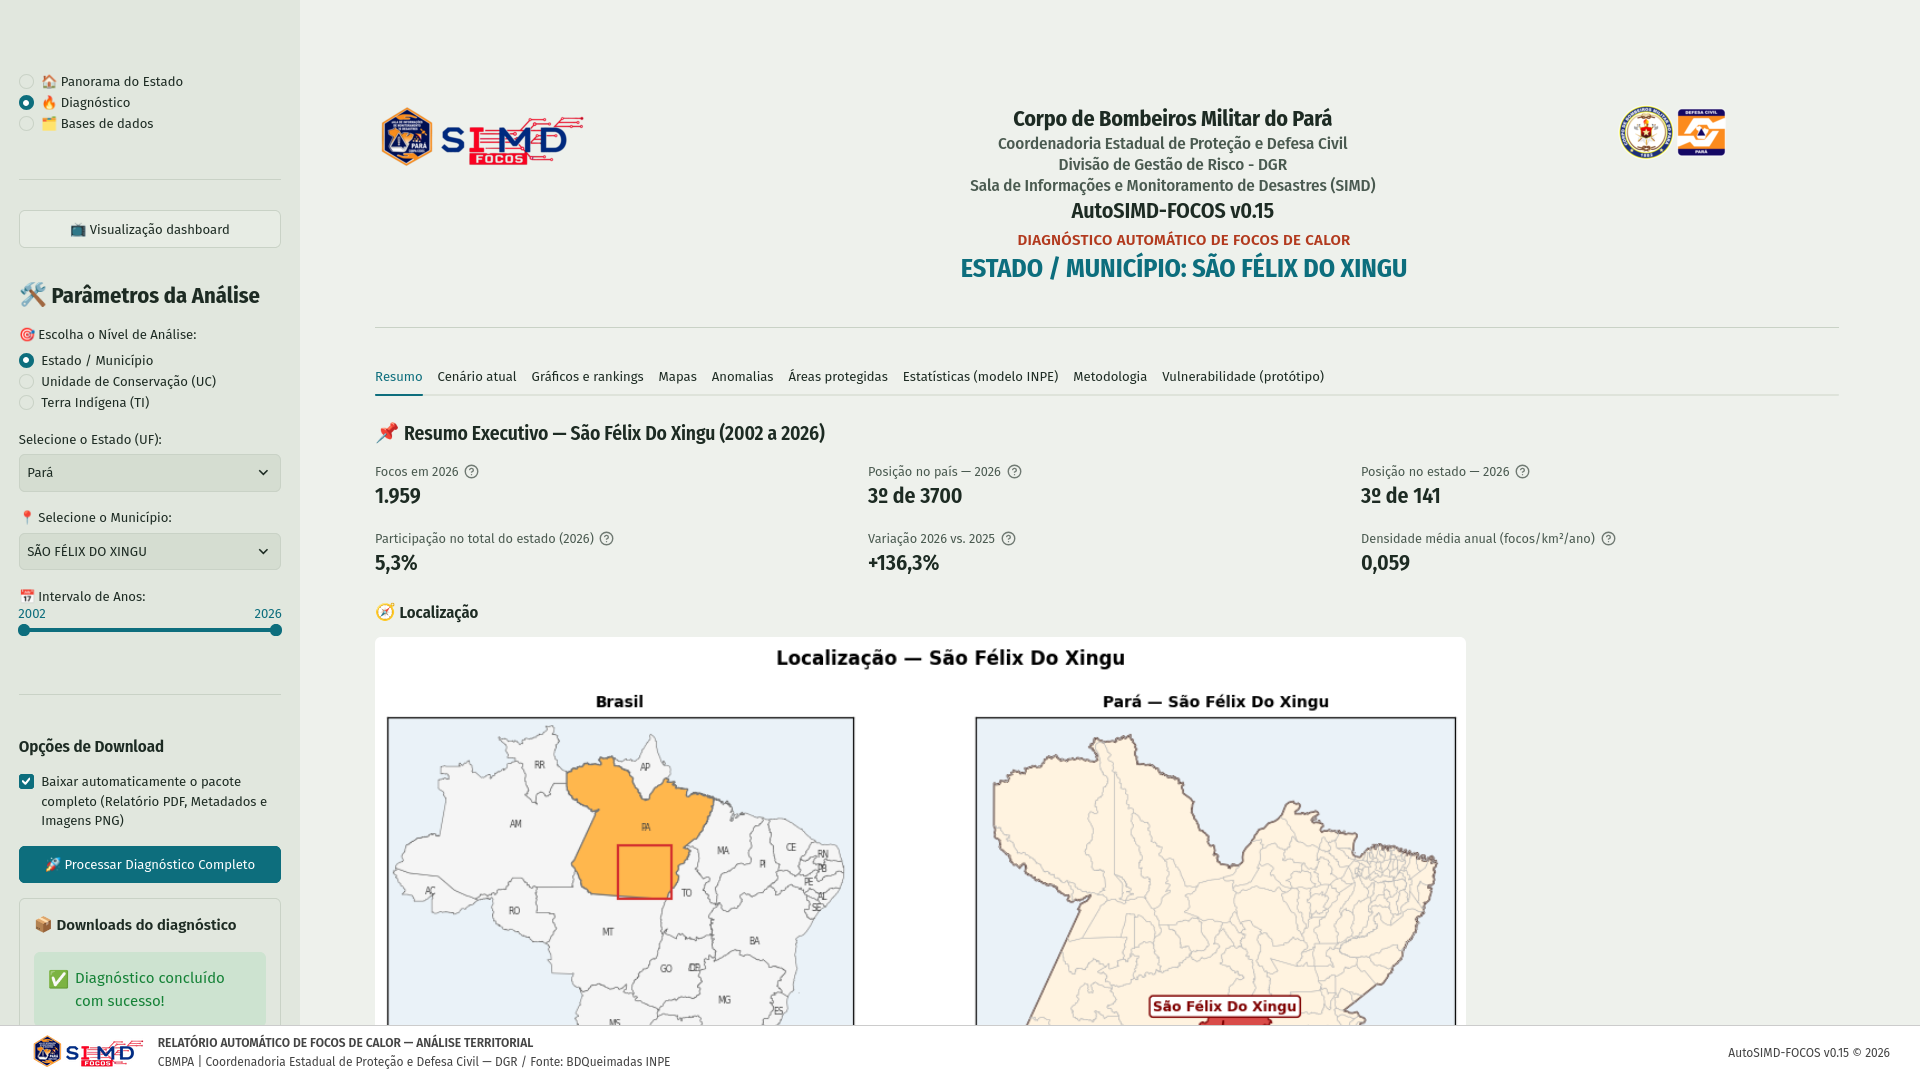 🏠 Panorama do Estado
🔥 Diagnóstico
🗂️ Bases de dados
📺 Visualização dashboard
🛠️ Parâmetros da Análise
🎯 Escolha o Nível de Análise:
Estado / Município
Unidade de Conservação (UC)
Terra Indígena (TI)
Selecione o Estado (UF):
Pará
📍 Selecione o Município:
SÃO FÉLIX DO XINGU
📅 Intervalo de Anos:
2002 2026
Opções de Download
Baixar automaticamente o pacote
completo (Relatório PDF, Metadados e
Imagens PNG)
🚀 Processar Diagnóstico Completo
📦 Downloads do diagnóstico
✅ Diagnóstico concluído
com sucesso!
SIMD
FOCOS
Corpo de Bombeiros Militar do Pará
Coordenadoria Estadual de Proteção e Defesa Civil
Divisão de Gestão de Risco - DGR
Sala de Informações e Monitoramento de Desastres (SIMD)
AutoSIMD-FOCOS v0.15
DIAGNÓSTICO AUTOMÁTICO DE FOCOS DE CALOR
ESTADO / MUNICÍPIO: SÃO FÉLIX DO XINGU
DEFESA CIVIL
PARÁ
Resumo Cenário atual Gráficos e rankings Mapas Anomalias Áreas protegidas Estatísticas (modelo INPE) Metodologia Vulnerabilidade (protótipo)
📌 Resumo Executivo — São Félix Do Xingu (2002 a 2026)
Focos em 2026
1.959
Posição no país — 2026
3º de 3700
Posição no estado — 2026
3º de 141
Participação no total do estado (2026)
5,3%
Variação 2026 vs. 2025
+136,3%
Densidade média anual (focos/km²/ano)
0,059
🧭 Localização
Localização — São Félix Do Xingu
Brasil
RR
AP
AM
PA
MA
CE
RN
PB
PI
PE
AL
SE
AC
TO
RO
MT
BA
GO
DF
MG
ES
MS
Pará — São Félix Do Xingu
São Félix Do Xingu
SIMD
FOCOS
RELATÓRIO AUTOMÁTICO DE FOCOS DE CALOR — ANÁLISE TERRITORIAL
CBMPA | Coordenadoria Estadual de Proteção e Defesa Civil — DGR / Fonte: BDQueimadas INPE
AutoSIMD-FOCOS v0.15 © 2026